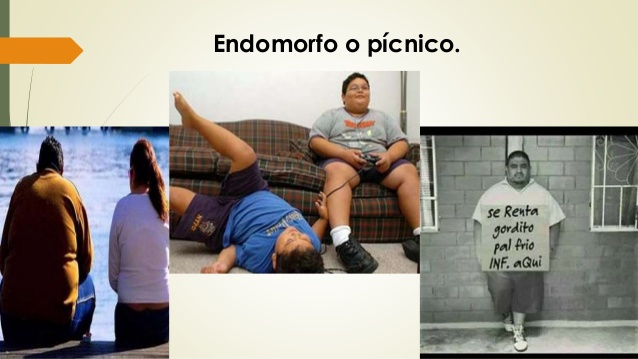 Endomorfo o pícnico.
se Renta
gordito
pal frio
INF. aQui